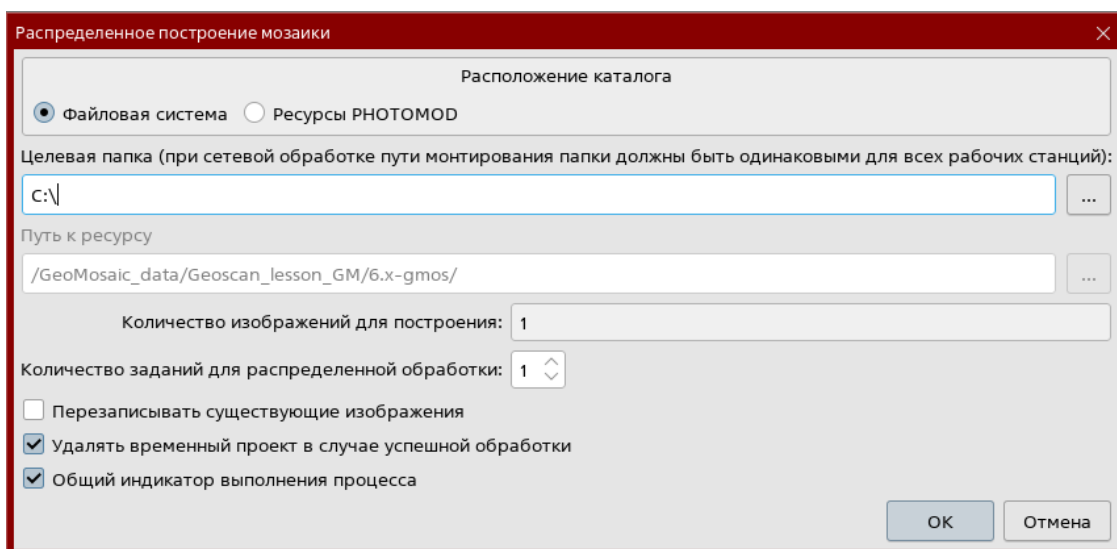 Распределенное построение мозаики
Расположение каталога
Файловая система Ресурсы PHOTOMOD
Целевая папка (при сетевой обработке пути монтирования папки должны быть одинаковыми для всех рабочих станций):
C:\
...
Путь к ресурсу
/GeoMosaic_data/Geoscan_lesson_GM/6.x-gmos/
...
Количество изображений для построения: 1
Количество заданий для распределенной обработки: 1
Перезаписывать существующие изображения
Удалять временный проект в случае успешной обработки
Общий индикатор выполнения процесса
ОК Отмена